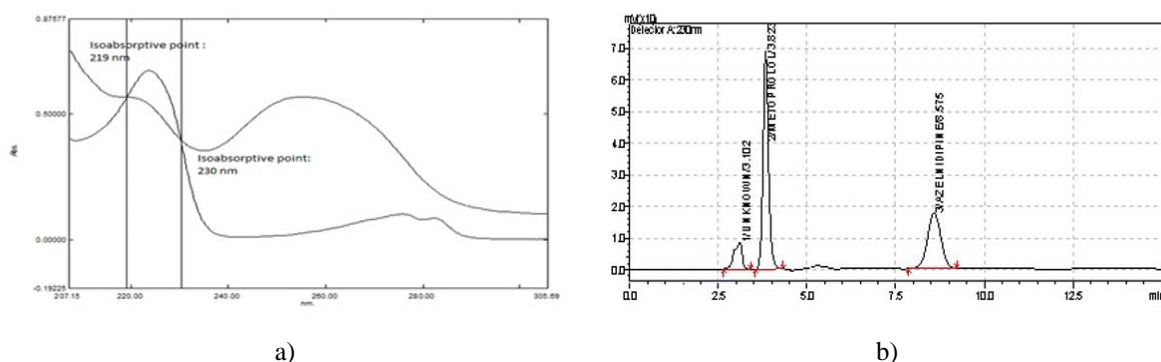 0.87877
Isoabsorptive point :
219 nm
0.50000
Abs.
Isoabsorptive point:
230 nm
0.00000
-0.19225
207.15 220.00 240.00 260.00 280.00 305.69
nm.
a)
Detector A:230nm
7.0
6.0
5.0
4.0
3.0
2.0
1.0
0.0
1/UNKNOWN/3.102
2/METOPROLOL/3.823
3/AZELNIDIPINE/8.575
0.0 2.5 5.0 7.5 10.0 12.5 min
b)